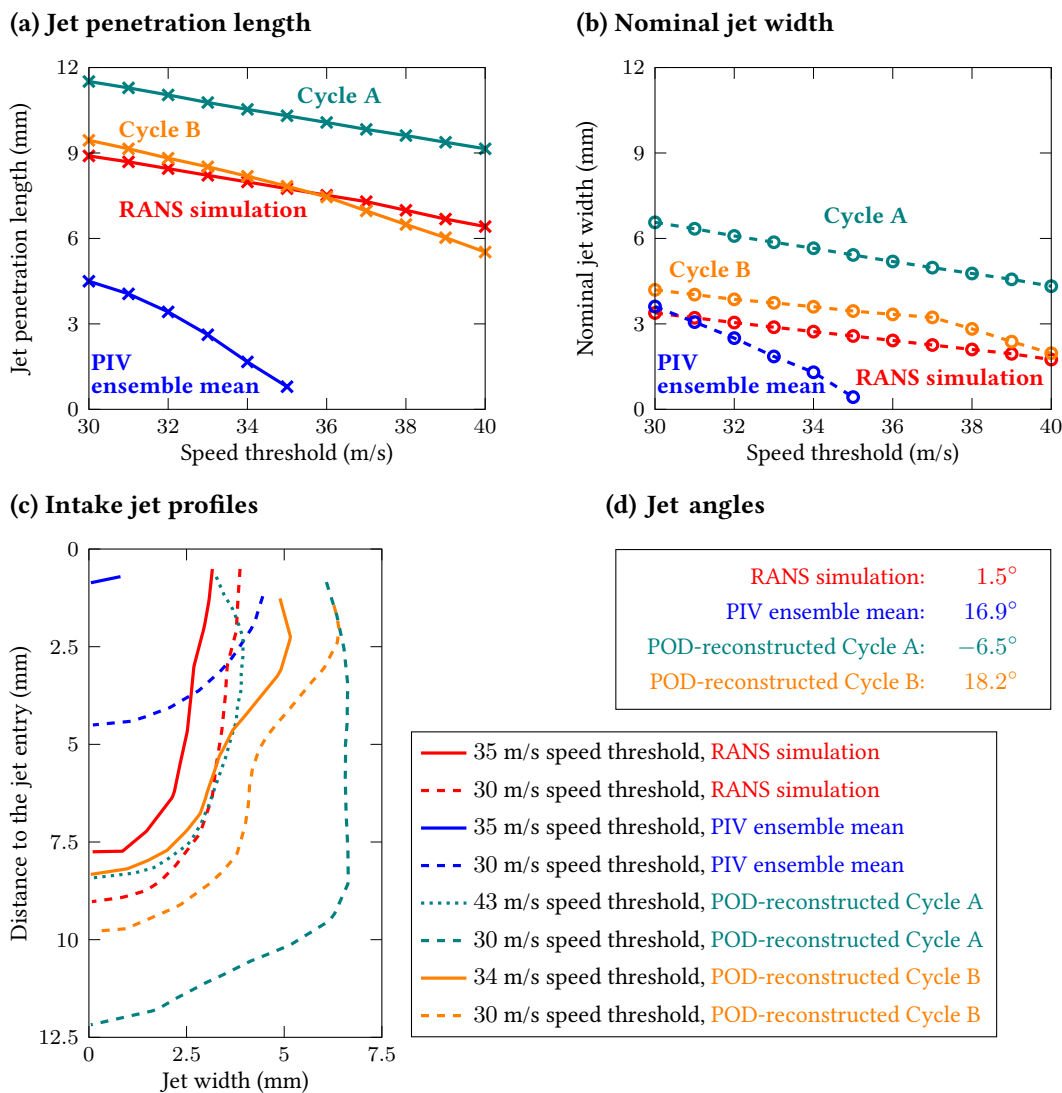 (a) Jet penetration length
12
9
6
3
0
30
32
34
36
38
40
Jet penetration length (mm)
Speed threshold (m/s)
Cycle A
Cycle B
RANS simulation
PIV
ensemble mean
(b) Nominal jet width
12
9
6
3
0
30
32
34
36
38
40
Nominal jet width (mm)
Speed threshold (m/s)
Cycle A
Cycle B
PIV
ensemble mean
RANS simulation
(c) Intake jet profiles
0
2.5
5
7.5
10
12.5
0
2.5
5
7.5
Distance to the jet entry (mm)
Jet width (mm)
(d) Jet angles
RANS simulation: 1.5°
PIV ensemble mean: 16.9°
POD-reconstructed Cycle A: −6.5°
POD-reconstructed Cycle B: 18.2°
35 m/s speed threshold, RANS simulation
30 m/s speed threshold, RANS simulation
35 m/s speed threshold, PIV ensemble mean
30 m/s speed threshold, PIV ensemble mean
43 m/s speed threshold, POD-reconstructed Cycle A
30 m/s speed threshold, POD-reconstructed Cycle A
34 m/s speed threshold, POD-reconstructed Cycle B
30 m/s speed threshold, POD-reconstructed Cycle B